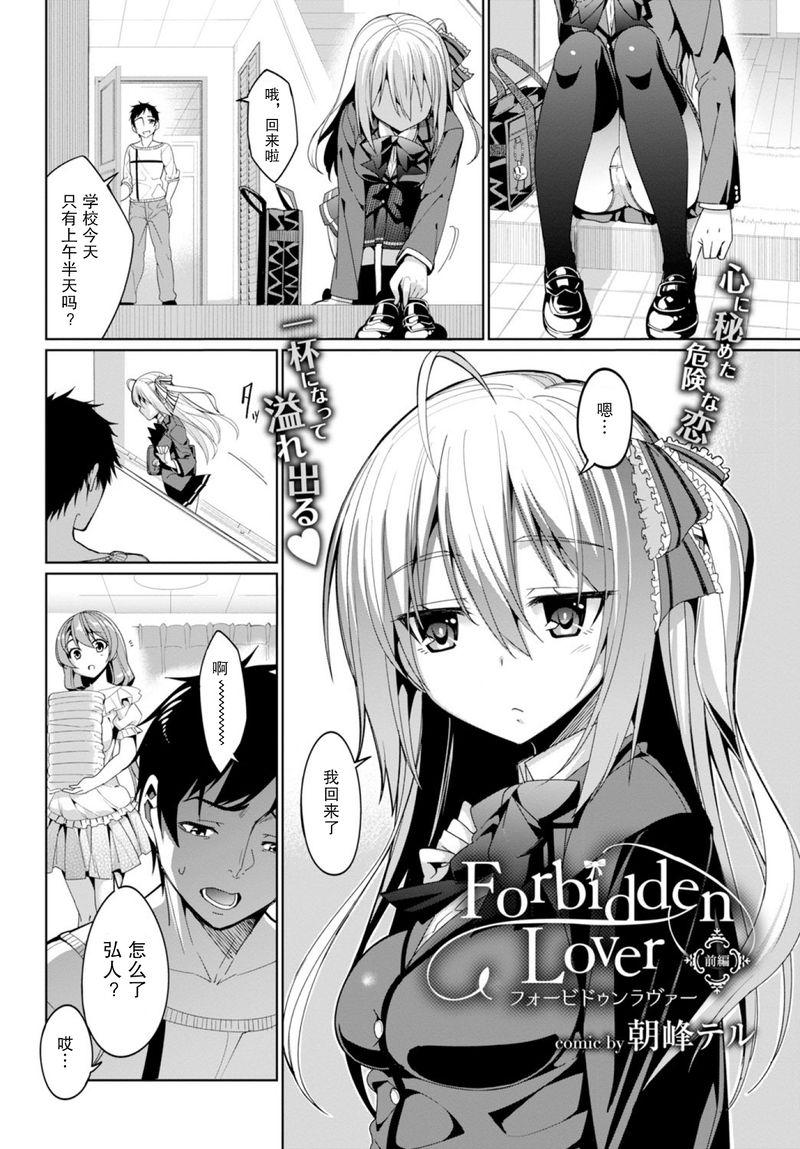 哦，
回来啦
学校今天
只有上午半天吗？
心に秘めた
危険な恋
一杯になって
溢れ出る♥
嗯…
我回来了
タッ
啊
怎么了
弘人？
哎…
Forbidden
Lover
前編
フォービドゥンラヴァー
comic by 朝峰テル